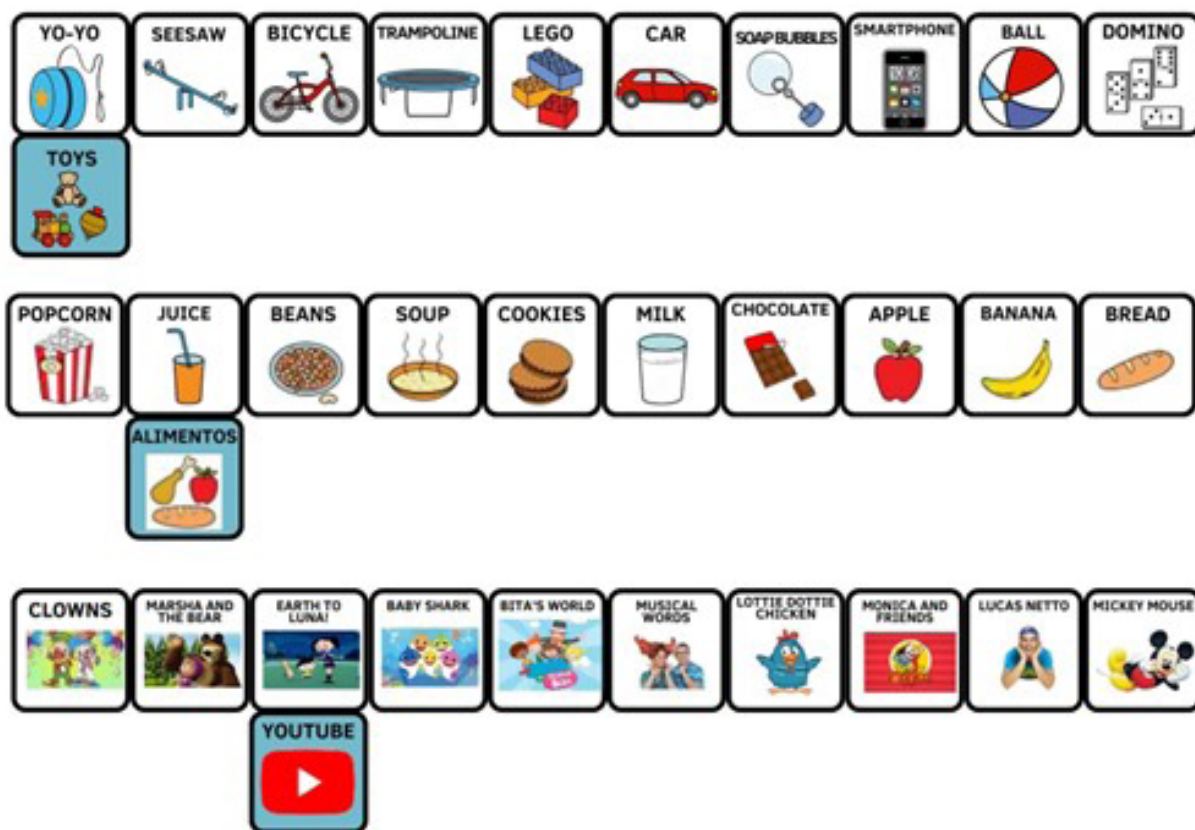 YO-YO SEESAW BICYCLE TRAMPOLINE LEGO CAR SOAP BUBBLES SMARTPHONE BALL DOMINO
TOYS
POPCORN JUICE BEANS SOUP COOKIES MILK CHOCOLATE APPLE BANANA BREAD
ALIMENTOS
CLOWNS
MARSHA AND
THE BEAR
EARTH TO
LUNA!
BABY SHARK
BITA'S WORLD
MUSICAL
WORDS
LOTTIE DOTTIE
CHICKEN
MONICA AND
FRIENDS
LUCAS NETTO
MICKEY MOUSE
YOUTUBE